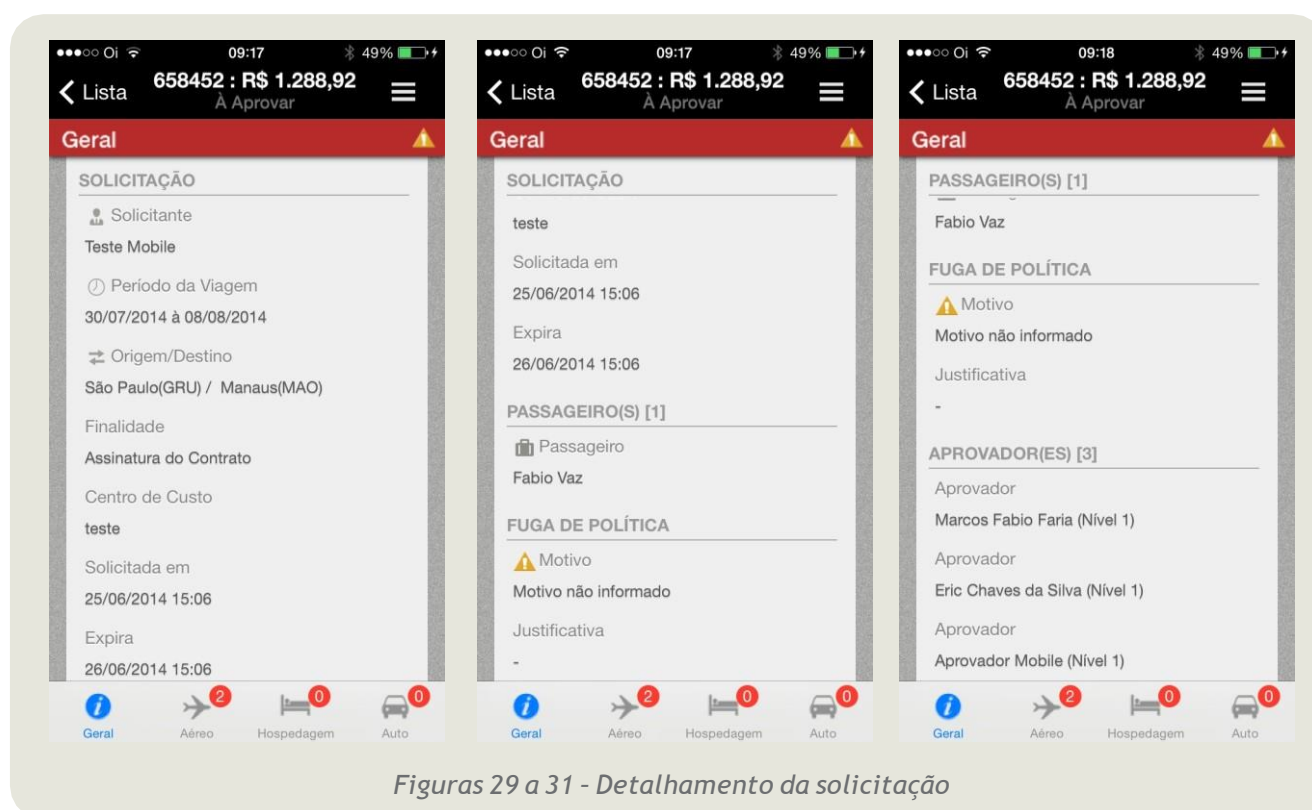 Oi 09:17 49%
Lista 658452 : R$ 1.288,92
À Aprovar
Geral
SOLICITAÇÃO
Solicitante
Teste Mobile
Período da Viagem
30/07/2014 à 08/08/2014
Origem/Destino
São Paulo(GRU) / Manaus(MAO)
Finalidade
Assinatura do Contrato
Centro de Custo
teste
Solicitada em
25/06/2014 15:06
Expira
26/06/2014 15:06
2 0 0
Geral Aéreo Hospedagem Auto
Oi 09:17 49%
Lista 658452 : R$ 1.288,92
À Aprovar
Geral
SOLICITAÇÃO
teste
Solicitada em
25/06/2014 15:06
Expira
26/06/2014 15:06
PASSAGEIRO(S) [1]
Passageiro
Fabio Vaz
FUGA DE POLÍTICA
Motivo
Motivo não informado
Justificativa
-
2 0 0
Geral Aéreo Hospedagem Auto
Oi 09:18 49%
Lista 658452 : R$ 1.288,92
À Aprovar
Geral
PASSAGEIRO(S) [1]
Fabio Vaz
FUGA DE POLÍTICA
Motivo
Motivo não informado
Justificativa
-
APROVADOR(ES) [3]
Aprovador
Marcos Fabio Faria (Nível 1)
Aprovador
Eric Chaves da Silva (Nível 1)
Aprovador
Aprovador Mobile (Nível 1)
2 0 0
Geral Aéreo Hospedagem Auto
Figuras 29 a 31 – Detalhamento da solicitação